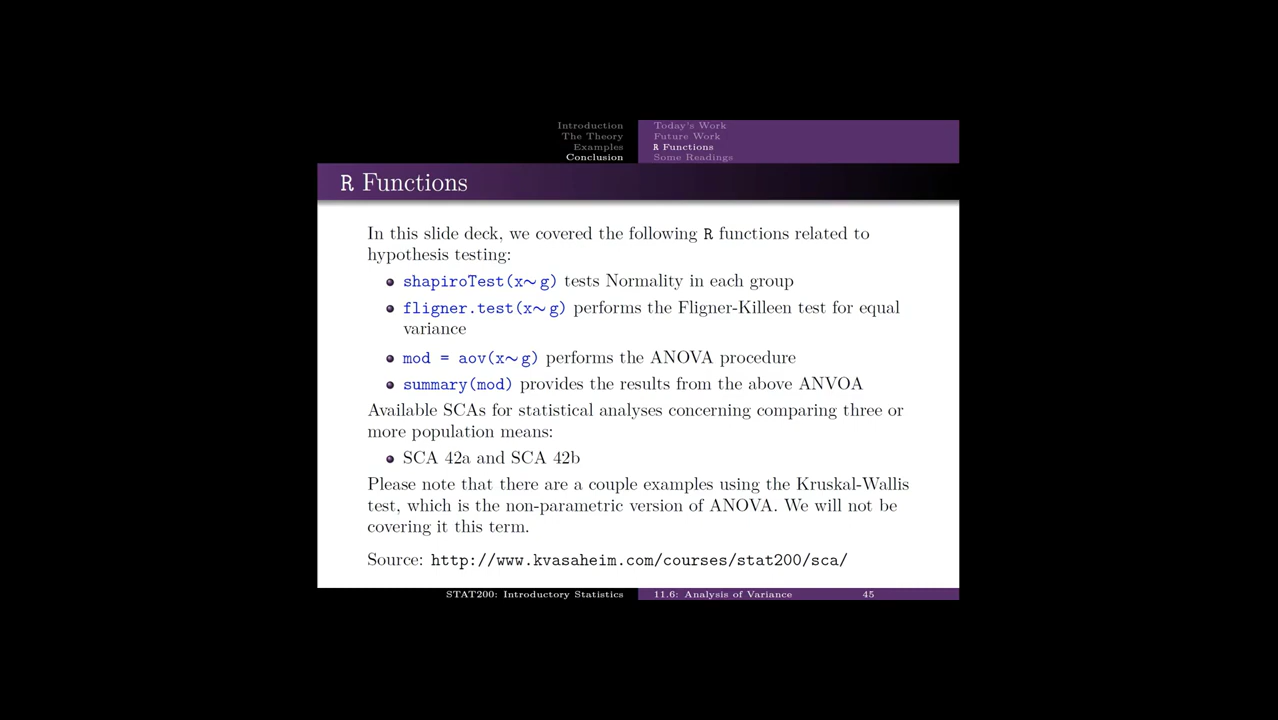 Introduction
The Theory
Examples
Conclusion
Today's Work
Future Work
R Functions
Some Readings
R Functions
In this slide deck, we covered the following R functions related to
hypothesis testing:
shapiroTest(x∼g) tests Normality in each group
fligner.test(x∼g) performs the Fligner-Killeen test for equal
variance
mod = aov(x∼g) performs the ANOVA procedure
summary(mod) provides the results from the above ANVOA
Available SCAs for statistical analyses concerning comparing three or
more population means:
SCA 42a and SCA 42b
Please note that there are a couple examples using the Kruskal-Wallis
test, which is the non-parametric version of ANOVA. We will not be
covering it this term.
Source: http://www.kvasaheim.com/courses/stat200/sca/
STAT200: Introductory Statistics
11.6: Analysis of Variance
45